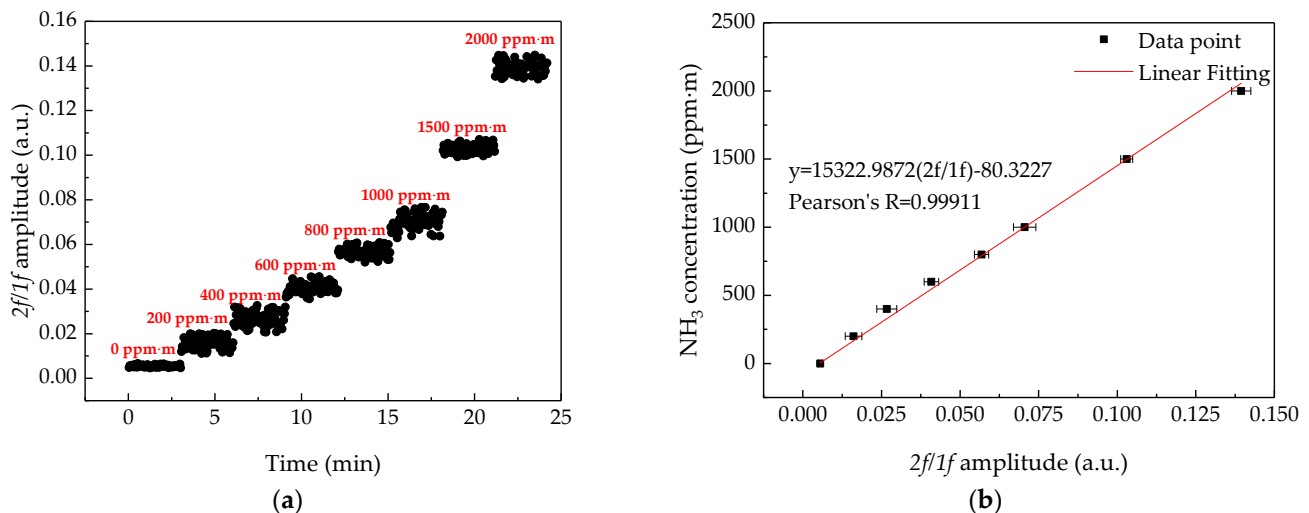 0.16
0.14
0.12
0.10
0.08
0.06
0.04
0.02
0.00
2f/1f amplitude (a.u.)
2000 ppm·m
1500 ppm·m
1000 ppm·m
800 ppm·m
600 ppm·m
400 ppm·m
200 ppm·m
0 ppm·m
0 5 10 15 20 25
Time (min)
(a)
2500
2000
1500
1000
500
0
NH₃ concentration (ppm·m)
Data point
Linear Fitting
y=15322.9872(2f/1f)-80.3227
Pearson's R=0.99911
0.000 0.025 0.050 0.075 0.100 0.125 0.150
2f/1f amplitude (a.u.)
(b)